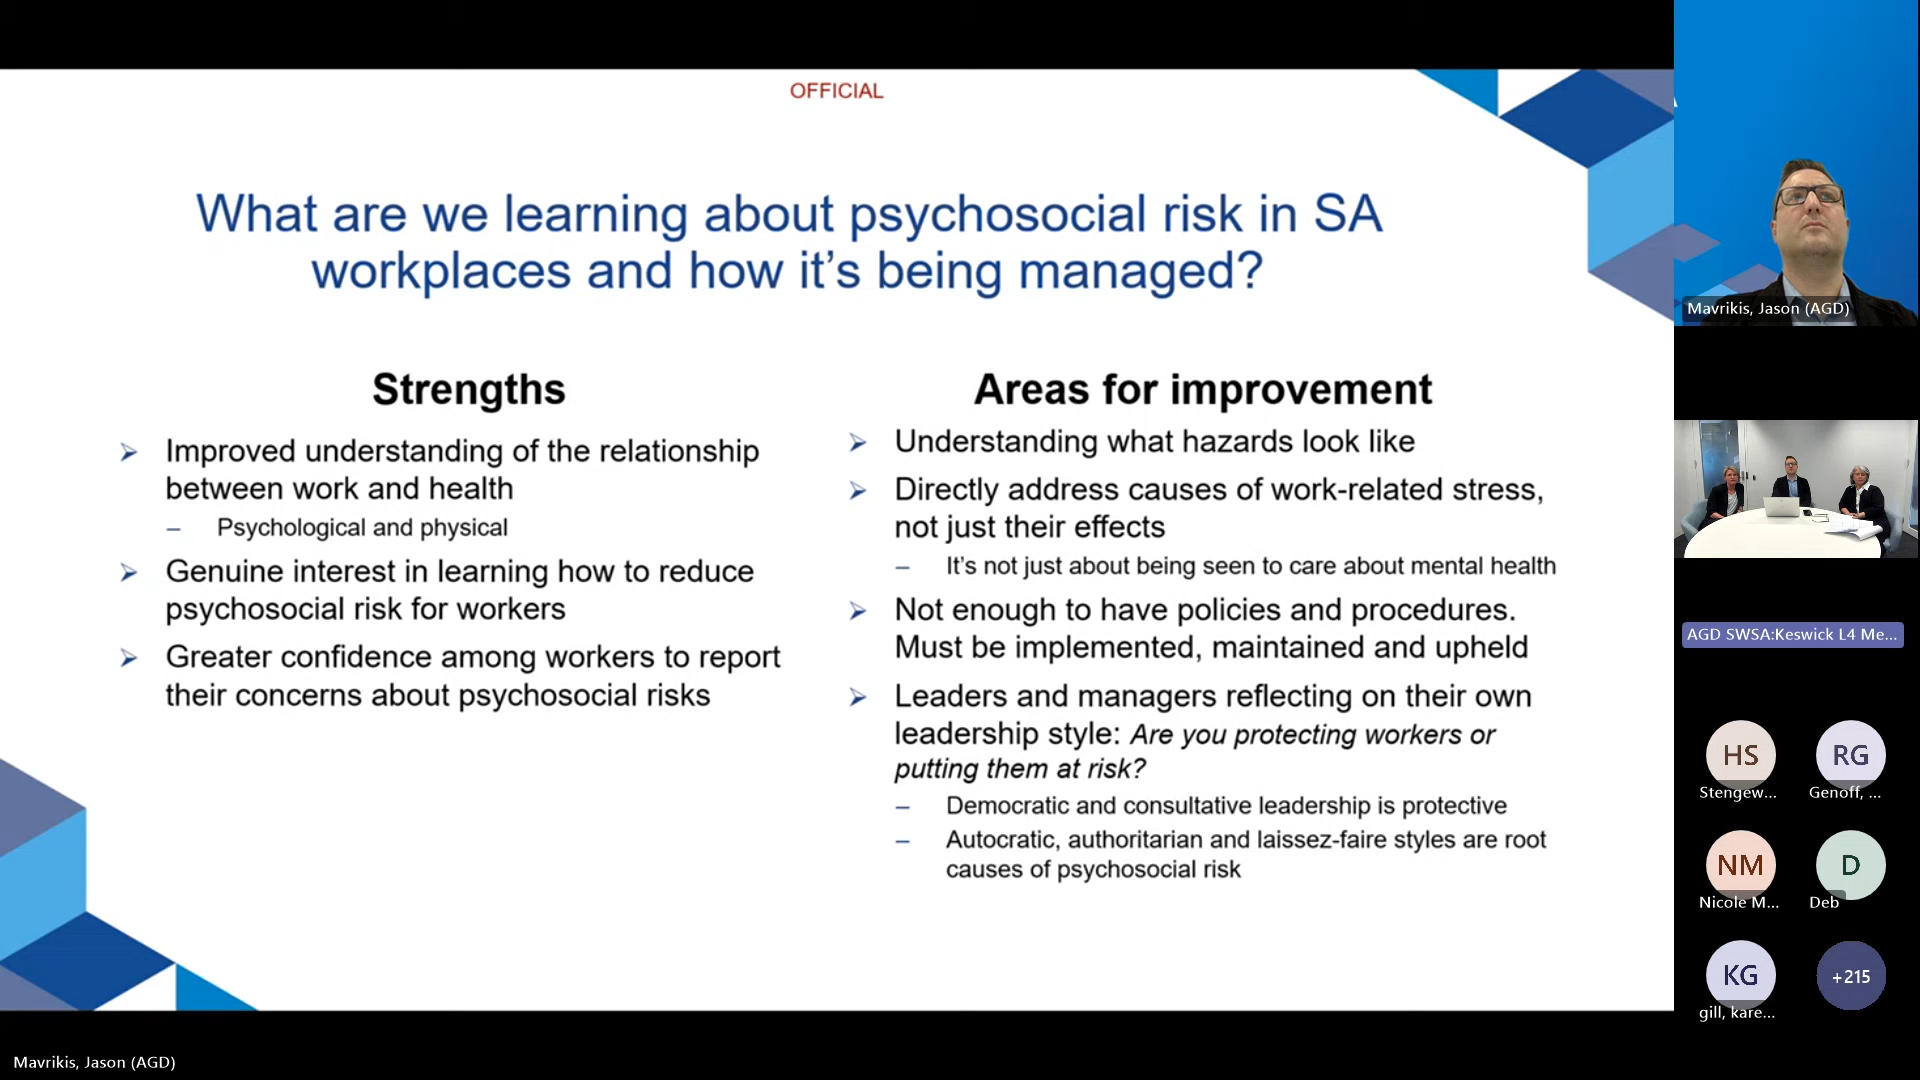 OFFICIAL
What are we learning about psychosocial risk in SA
workplaces and how it’s being managed?
Strengths
➢ Improved understanding of the relationship
between work and health
– Psychological and physical
➢ Genuine interest in learning how to reduce
psychosocial risk for workers
➢ Greater confidence among workers to report
their concerns about psychosocial risks
Areas for improvement
➢ Understanding what hazards look like
➢ Directly address causes of work-related stress,
not just their effects
– It’s not just about being seen to care about mental health
➢ Not enough to have policies and procedures.
Must be implemented, maintained and upheld
➢ Leaders and managers reflecting on their own
leadership style: Are you protecting workers or
putting them at risk?
– Democratic and consultative leadership is protective
– Autocratic, authoritarian and laissez-faire styles are root
causes of psychosocial risk
Mavrikis, Jason (AGD)
AGD SWSA:Keswick L4 Me...
HS
Stengew...
RG
Genoff, ...
NM
Nicole M...
D
Deb
KG
gill, kare...
+215
Mavrikis, Jason (AGD)